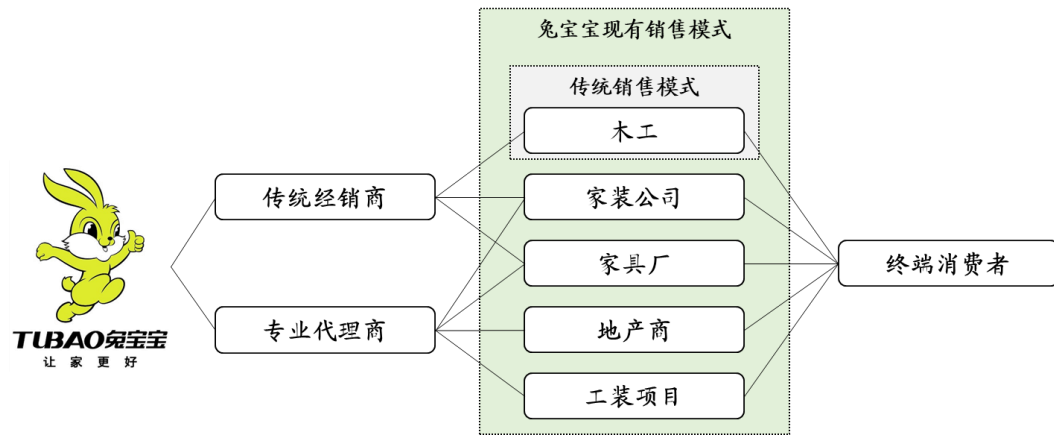 兔宝宝现有销售模式
传统销售模式
木工
传统经销商
家装公司
家具厂
终端消费者
专业代理商
地产商
工装项目
TUBAO兔宝宝
让家更好